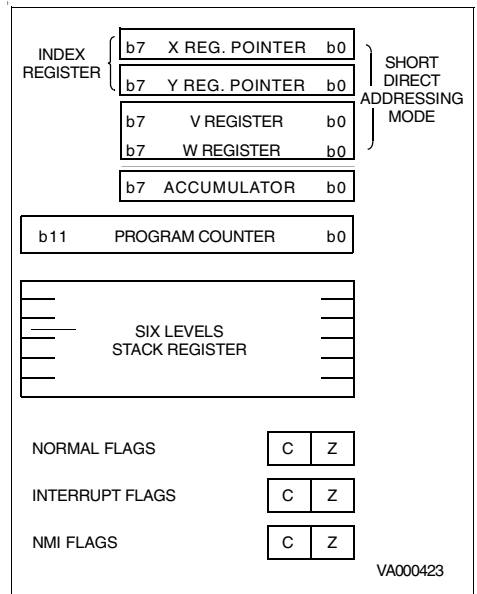 INDEX
REGISTER
b7 X REG. POINTER b0
b7 Y REG. POINTER b0
b7 V REGISTER b0
b7 W REGISTER b0
SHORT
DIRECT
ADDRESSING
MODE
b7 ACCUMULATOR b0
b11 PROGRAM COUNTER b0
SIX LEVELS
STACK REGISTER
NORMAL FLAGS C Z
INTERRUPT FLAGS C Z
NMI FLAGS C Z
VA000423